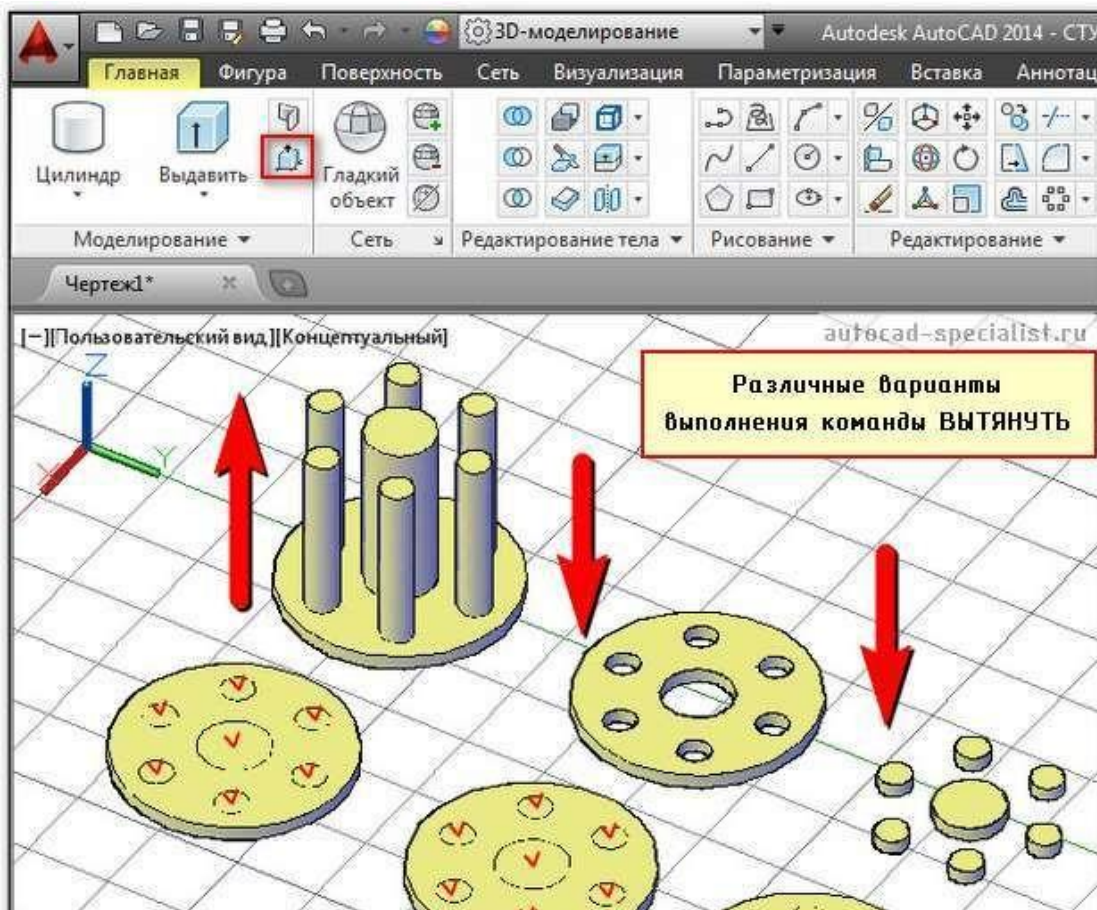 3D-моделирование Autodesk AutoCAD 2014 - СТУ
Главная Фигура Поверхность Сеть Визуализация Параметризация Вставка Аннотац
Цилиндр Выдавить Гладкий объект
Моделирование Сеть Редактирование тела Рисование Редактирование
Чертеж1*
[−][Пользовательский вид][Концептуальный]
autocad-specialist.ru
Z
X
Y
Различные варианты
выполнения команды ВЫТЯНУТЬ